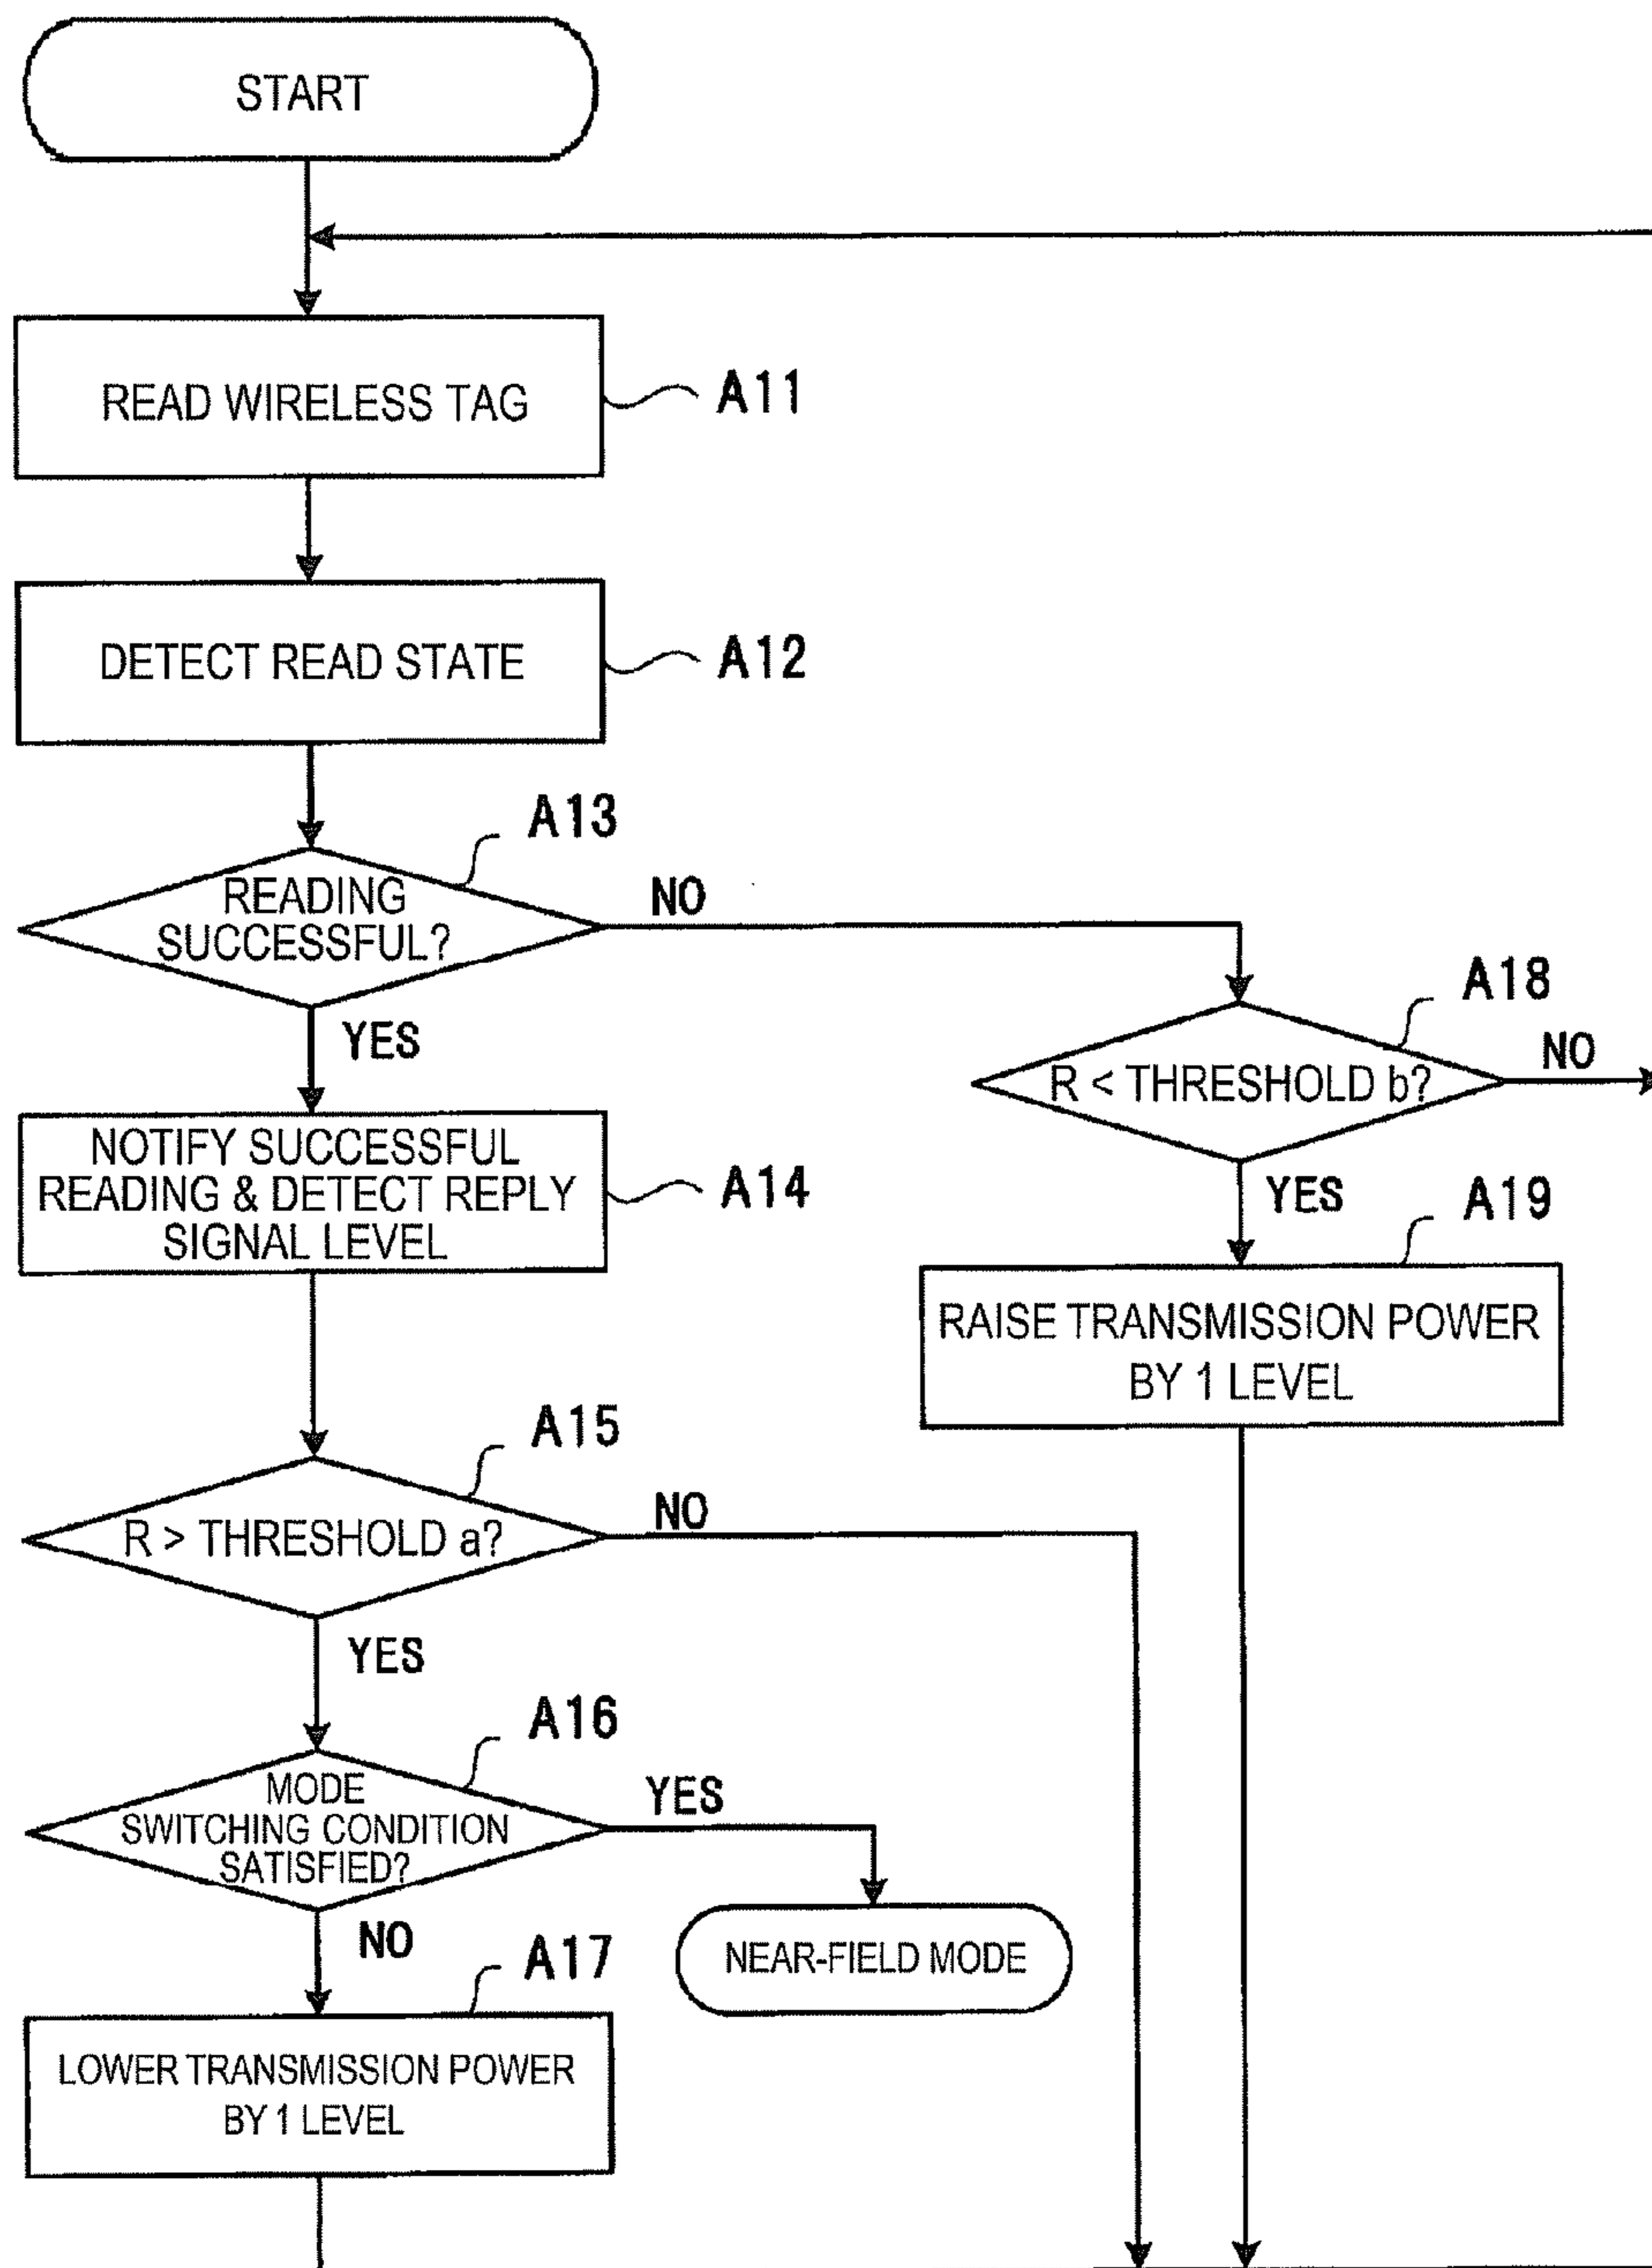 START
READ WIRELESS TAG
A11
DETECT READ STATE
A12
A13
READING
SUCCESSFUL?
NO
YES
A18
R < THRESHOLD b?
NO
YES
NOTIFY SUCCESSFUL
READING & DETECT REPLY
SIGNAL LEVEL
A14
A19
RAISE TRANSMISSION POWER
BY 1 LEVEL
A15
R > THRESHOLD a?
NO
YES
A16
MODE
SWITCHING CONDITION
SATISFIED?
YES
NO
NEAR-FIELD MODE
A17
LOWER TRANSMISSION POWER
BY 1 LEVEL